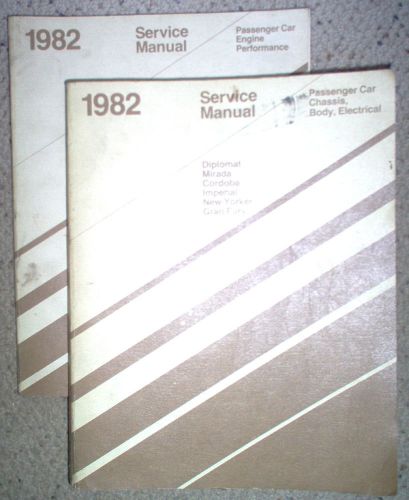 1982
Service
Manual
Passenger Car
Engine
Performance
1982
Service
Manual
Passenger Car
Chassis,
Body, Electrical
Diplomat
Mirada
Cordoba
Imperial
New Yorker
Gran Fury